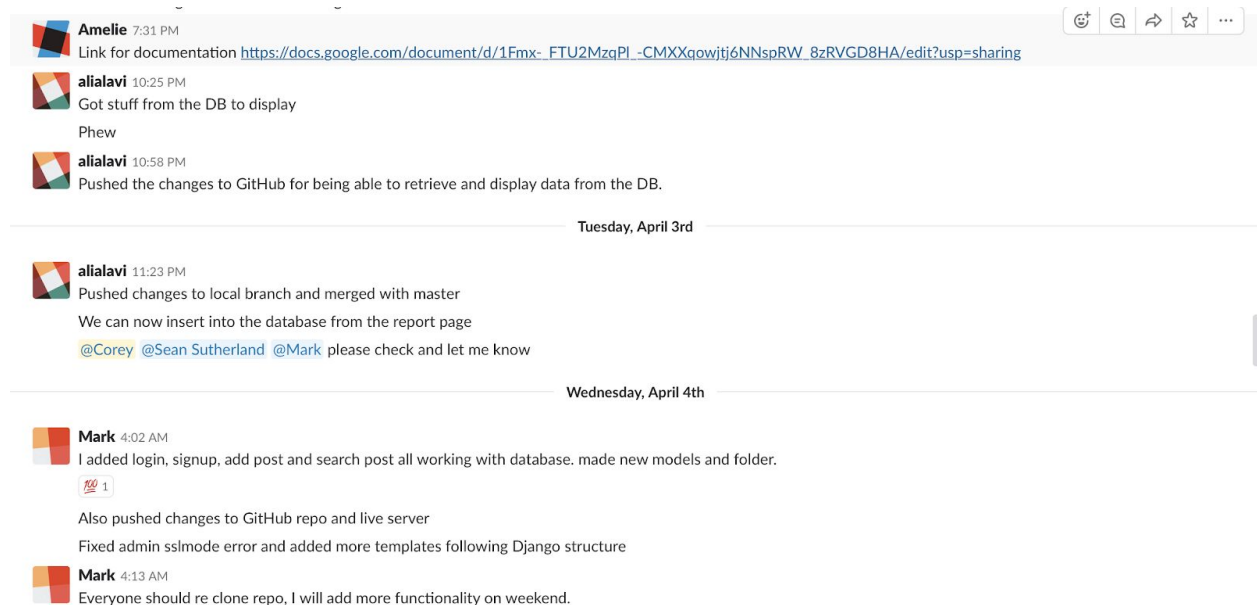 Amelie 7:31 PM
Link for documentation https://docs.google.com/document/d/1Fmx-_FTU2MzqPl_-CMXXqowjtj6NNspRW_8zRVGD8HA/edit?usp=sharing
alialavi 10:25 PM
Got stuff from the DB to display
Phew
alialavi 10:58 PM
Pushed the changes to GitHub for being able to retrieve and display data from the DB.
Tuesday, April 3rd
alialavi 11:23 PM
Pushed changes to local branch and merged with master
We can now insert into the database from the report page
@Corey @Sean Sutherland @Mark please check and let me know
Wednesday, April 4th
Mark 4:02 AM
I added login, signup, add post and search post all working with database. made new models and folder.
💯 1
Also pushed changes to GitHub repo and live server
Fixed admin sslmode error and added more templates following Django structure
Mark 4:13 AM
Everyone should re clone repo, I will add more functionality on weekend.